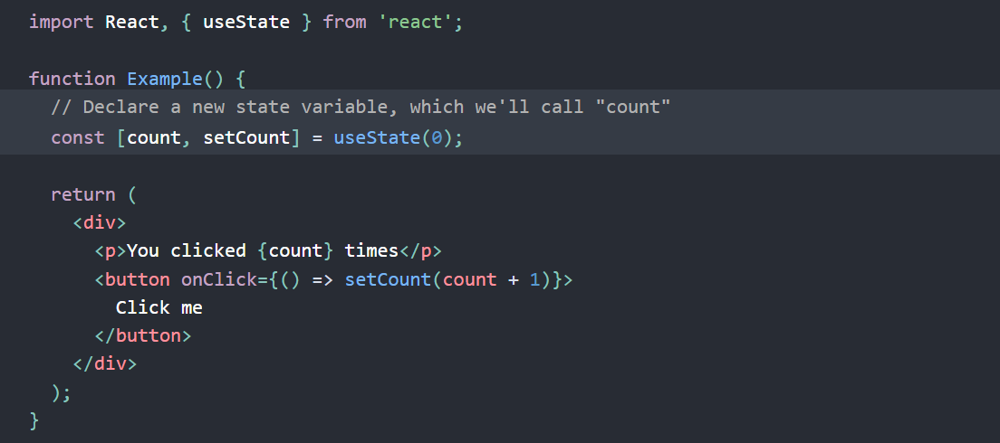 import React, { useState } from 'react';
function Example() {
// Declare a new state variable, which we'll call "count"
const [count, setCount] = useState(0);
return (
<div>
<p>You clicked {count} times</p>
<button onClick={() => setCount(count + 1)}>
Click me
</button>
</div>
);
}